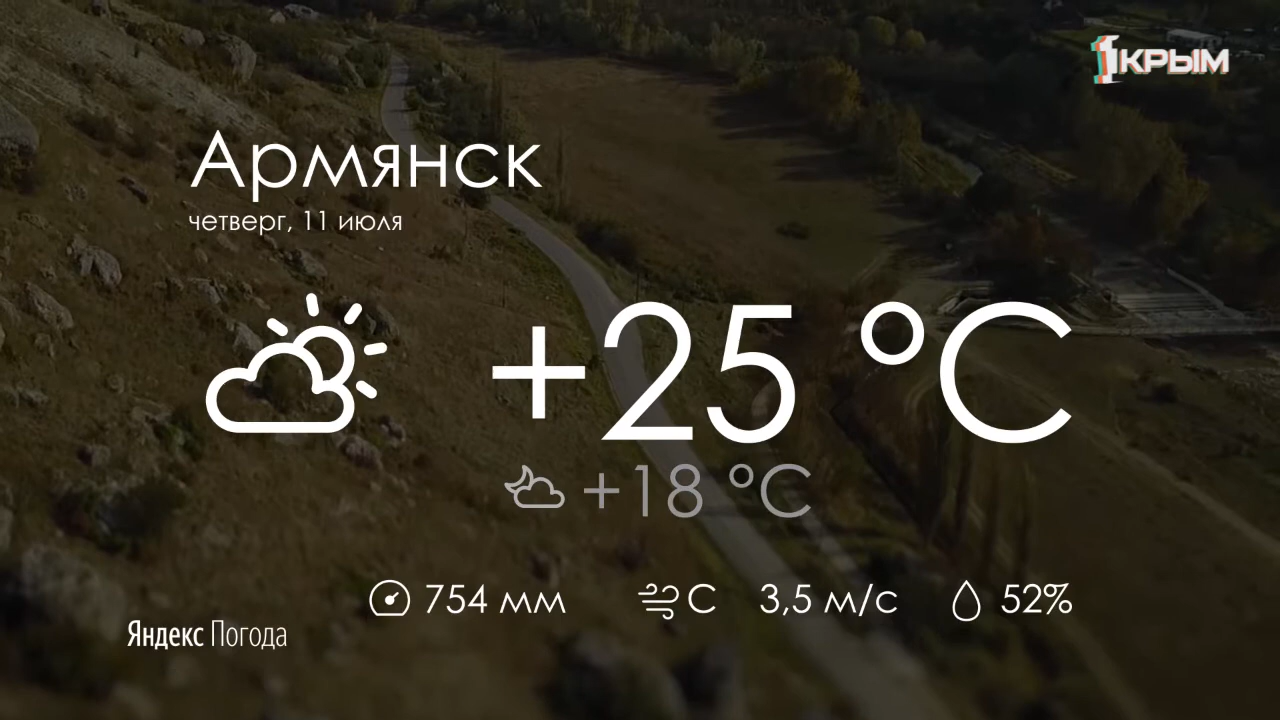 1КРЫМ
Армянск
четверг, 11 июля
+25 °C
+18 °C
754 мм С 3,5 м/с 52%
Яндекс Погода